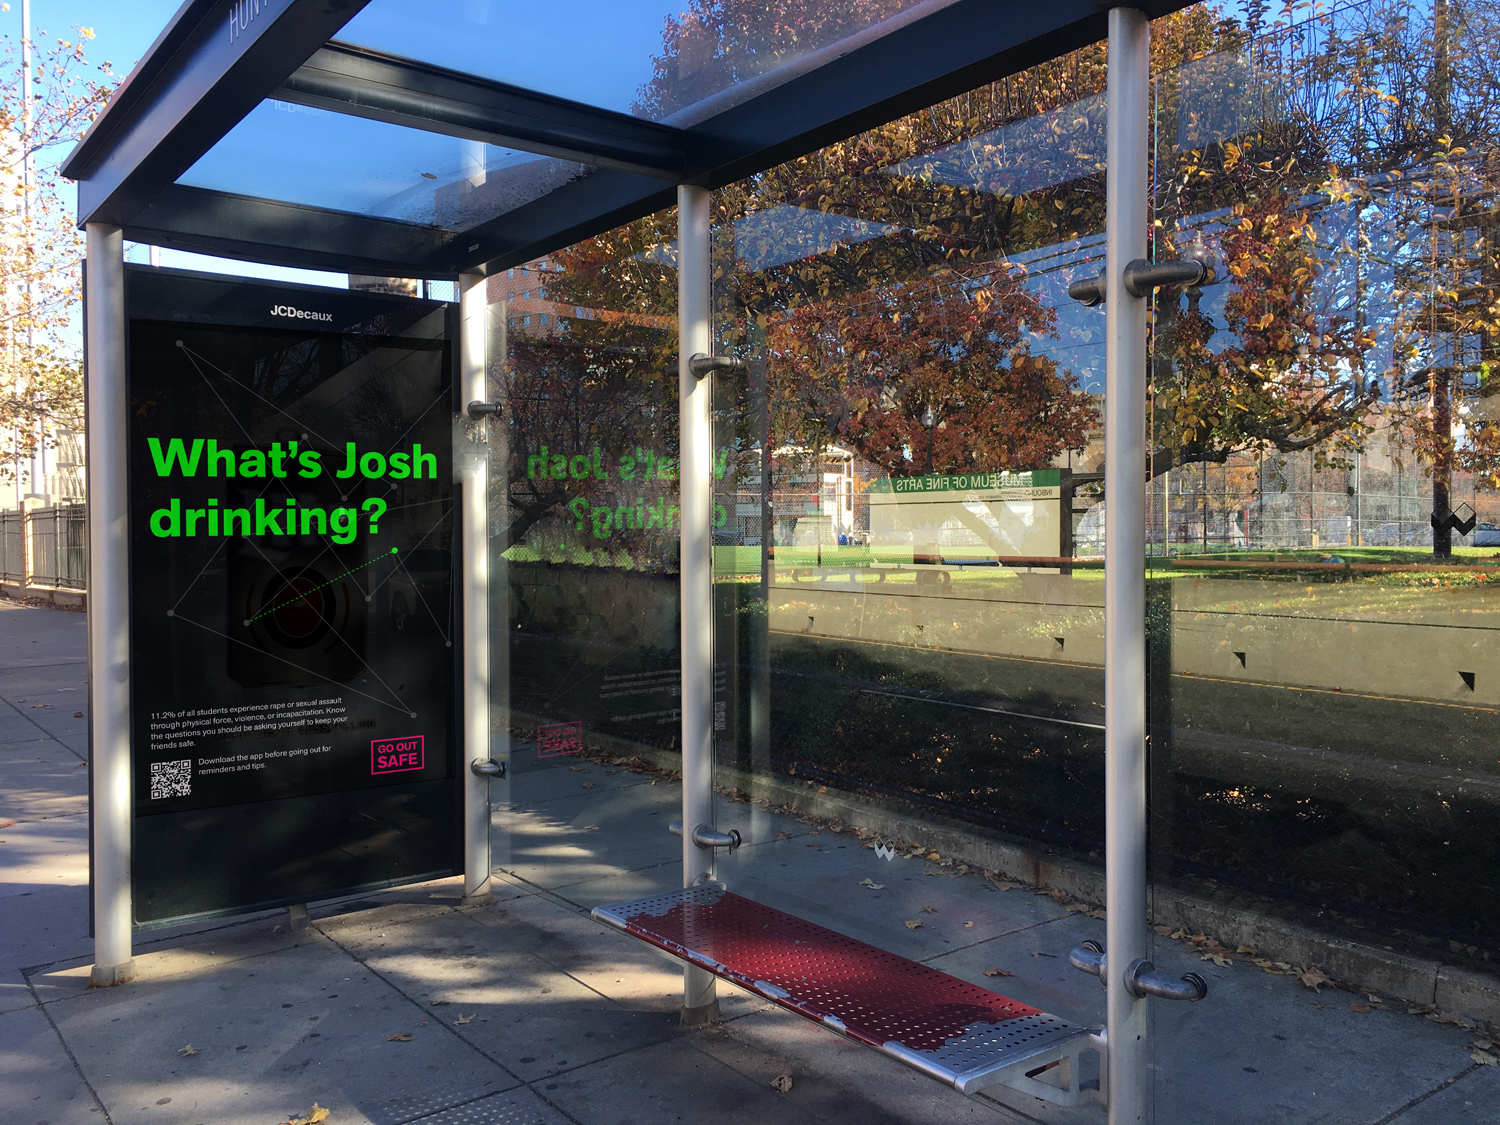 HUNT
JCDecaux
What's Josh
drinking?
11.2% of all students experience rape or sexual assault
through physical force, violence, or incapacitation. Know
the questions you should be asking yourself to keep your
friends safe.
Download the app before going out for
reminders and tips.
GO OUT
SAFE
MUSEUM OF FINE ARTS
INBOUND